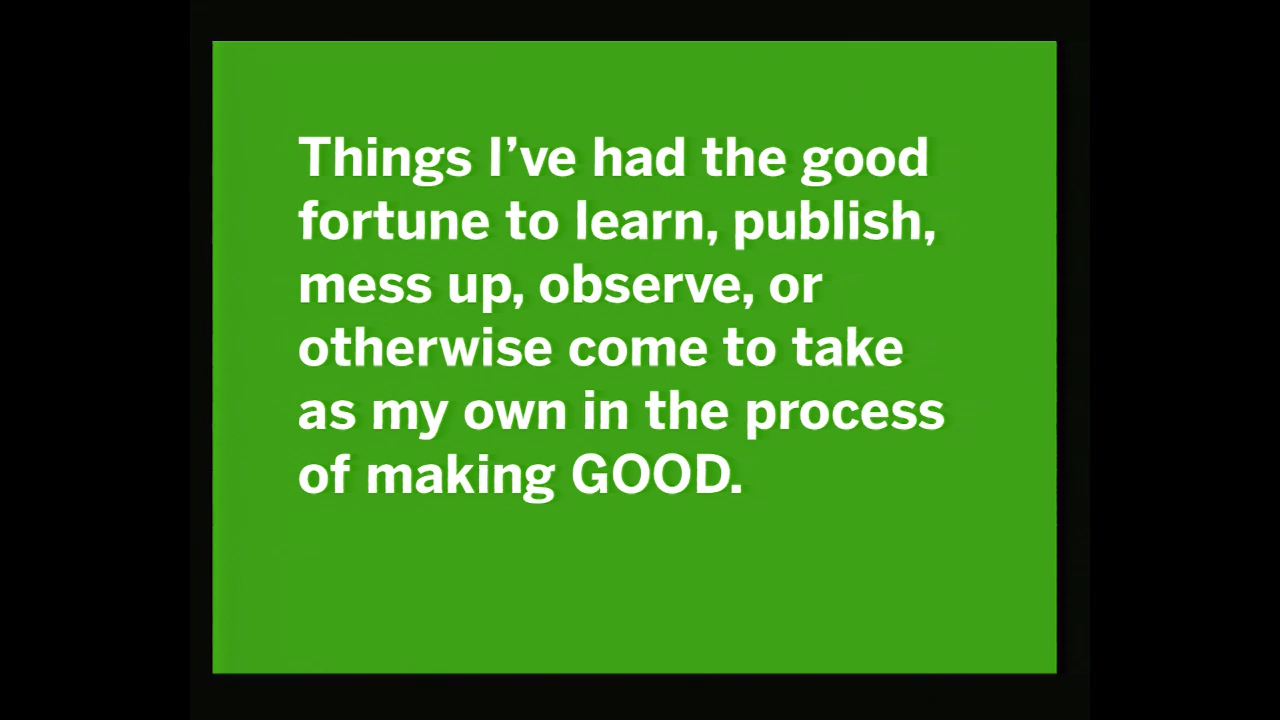 Things I’ve had the good
fortune to learn, publish,
mess up, observe, or
otherwise come to take
as my own in the process
of making GOOD.